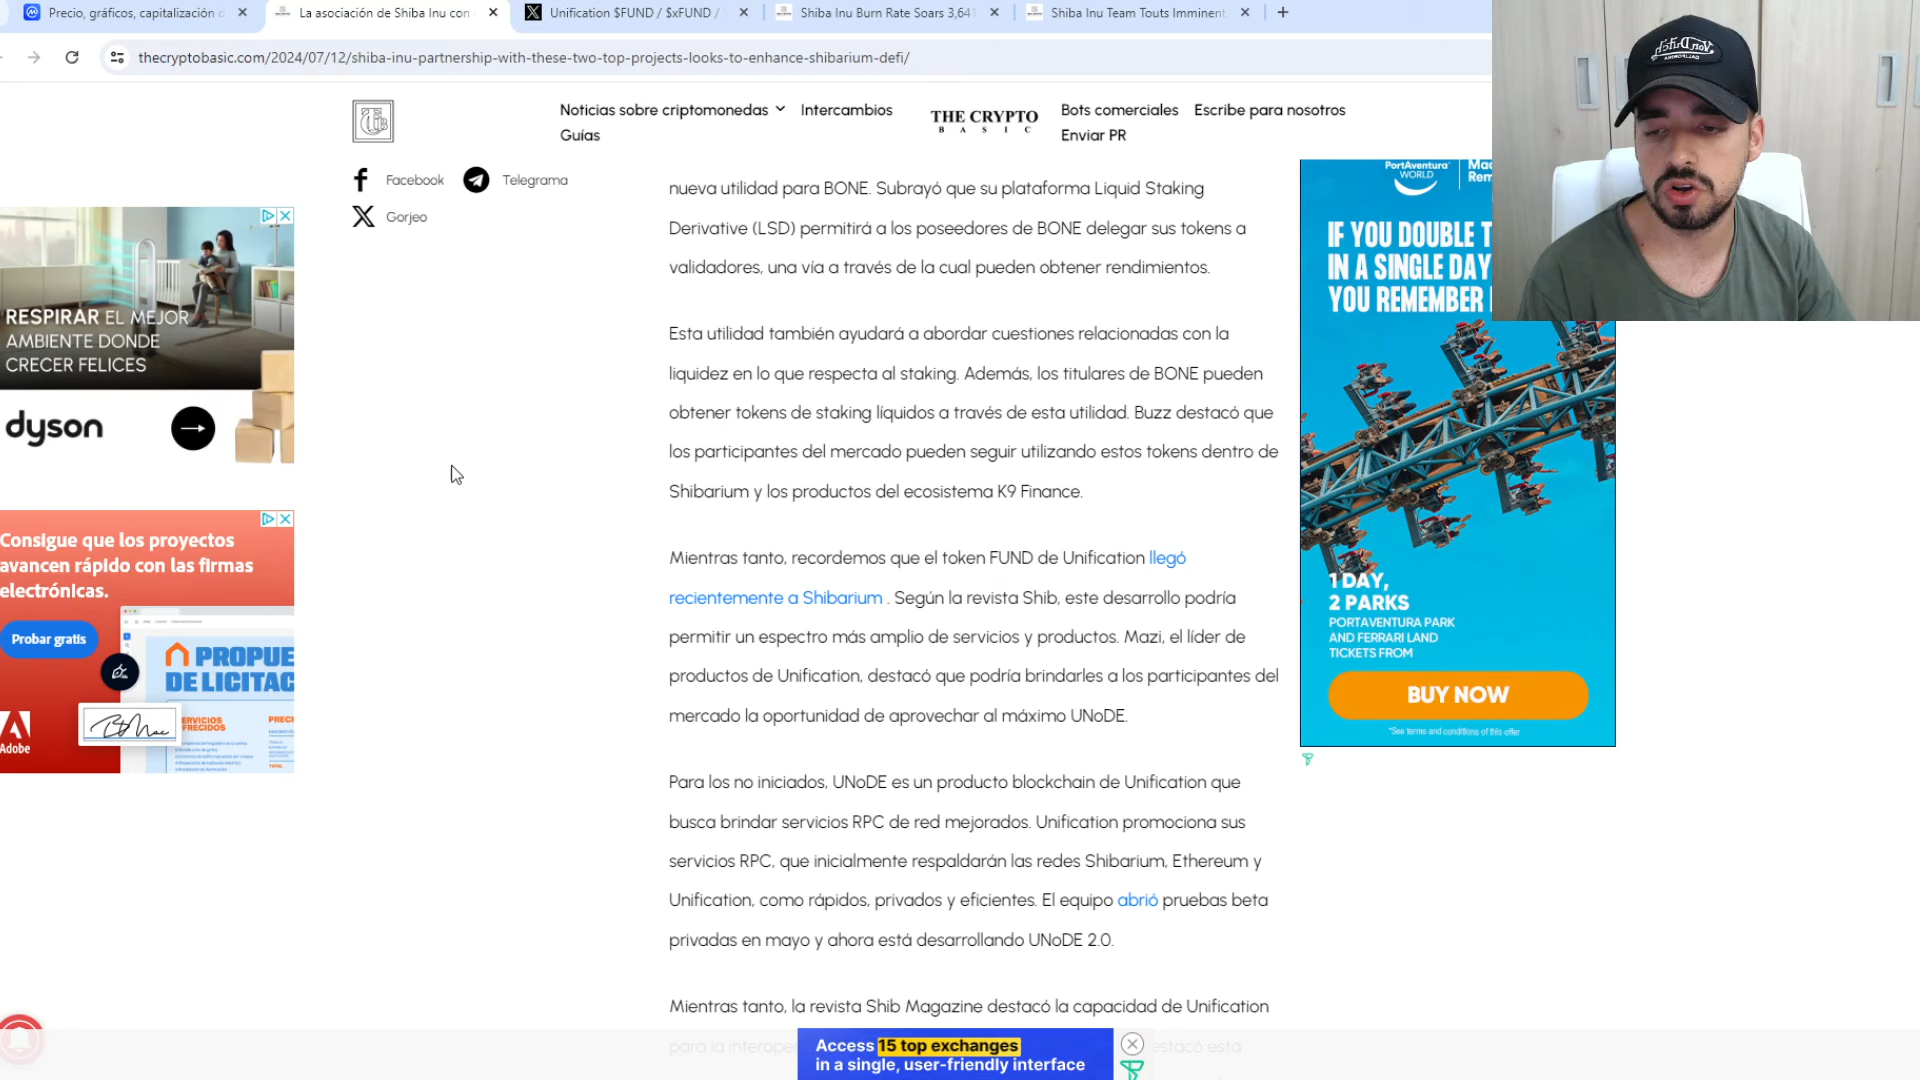 Precio, gráficos, capitalización d
La asociación de Shiba Inu con
Unification $FUND / $xFUND /
Shiba Inu Burn Rate Soars 3,641
Shiba Inu Team Touts Imminent
thecryptobasic.com/2024/07/12/shiba-inu-partnership-with-these-two-top-projects-looks-to-enhance-shibarium-defi/
Noticias sobre criptomonedas
Intercambios
Guías
THE CRYPTO
BASIC
Bots comerciales
Escribe para nosotros
Enviar PR
Facebook
Telegrama
Gorjeo
nueva utilidad para BONE. Subrayó que su plataforma Liquid Staking
Derivative (LSD) permitirá a los poseedores de BONE delegar sus tokens a
validadores, una vía a través de la cual pueden obtener rendimientos.
Esta utilidad también ayudará a abordar cuestiones relacionadas con la
liquidez en lo que respecta al staking. Además, los titulares de BONE pueden
obtener tokens de staking líquidos a través de esta utilidad. Buzz destacó que
los participantes del mercado pueden seguir utilizando estos tokens dentro de
Shibarium y los productos del ecosistema K9 Finance.
Mientras tanto, recordemos que el token FUND de Unification llegó
recientemente a Shibarium . Según la revista Shib, este desarrollo podría
permitir un espectro más amplio de servicios y productos. Mazi, el líder de
productos de Unification, destacó que podría brindarles a los participantes del
mercado la oportunidad de aprovechar al máximo UNoDE.
Para los no iniciados, UNoDE es un producto blockchain de Unification que
busca brindar servicios RPC de red mejorados. Unification promociona sus
servicios RPC, que inicialmente respaldarán las redes Shibarium, Ethereum y
Unification, como rápidos, privados y eficientes. El equipo abrió pruebas beta
privadas en mayo y ahora está desarrollando UNoDE 2.0.
Mientras tanto, la revista Shib Magazine destacó la capacidad de Unification
para la interope
estacó esta
RESPIRAR EL MEJOR
AMBIENTE DONDE
CRECER FELICES
dyson
Consigue que los proyectos
avancen rápido con las firmas
electrónicas.
Probar gratis
PROPUE
DE LICITAC
SERVICIOS
OFRECIDOS
PREC
Adobe
PortAventura
WORLD
IF YOU DOUBLE T
IN A SINGLE DAY
YOU REMEMBER
1 DAY,
2 PARKS
PORTAVENTURA PARK
AND FERRARI LAND
TICKETS FROM
BUY NOW
*See terms and conditions of this offer
Access 15 top exchanges
in a single, user-friendly interface
Von Dutch